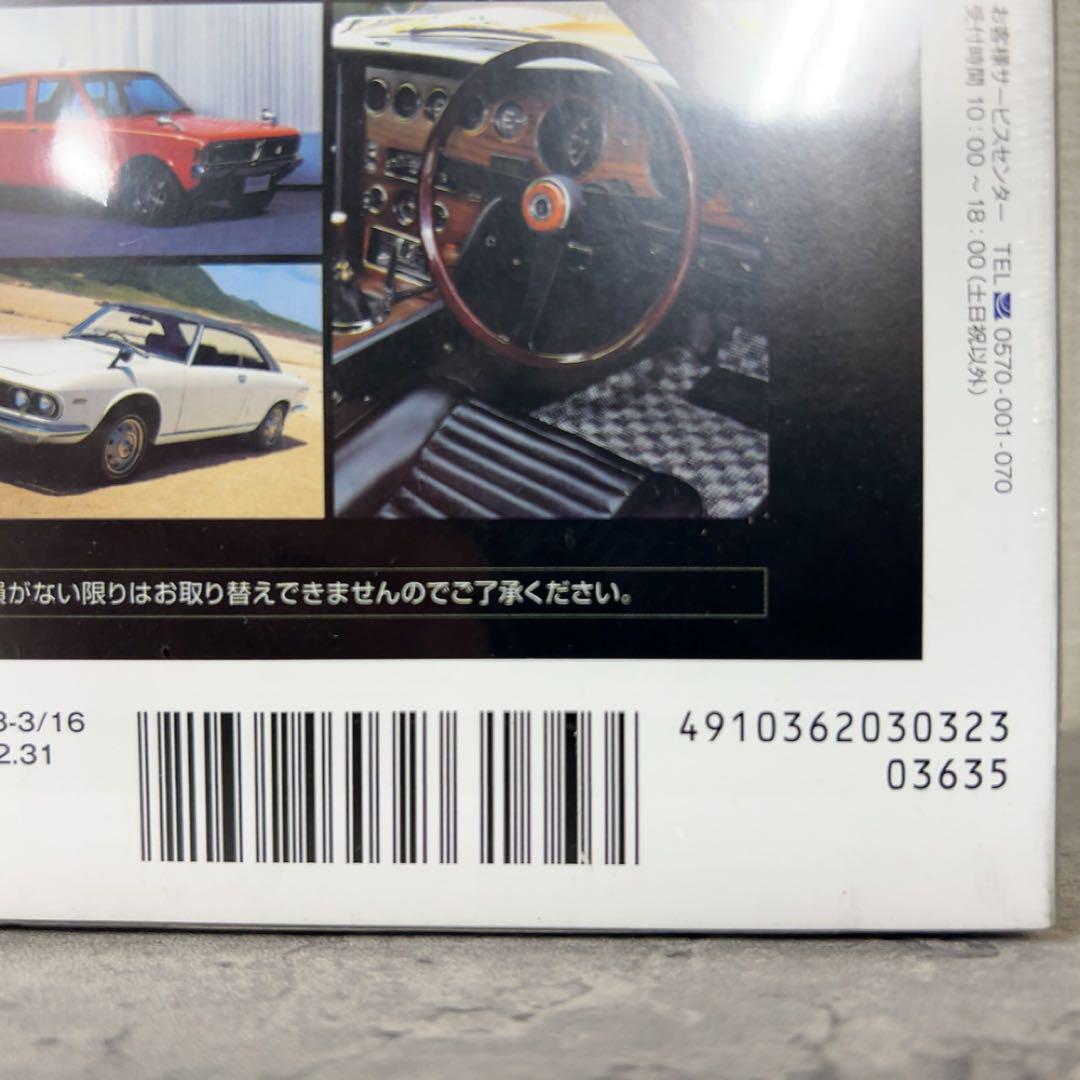 お客様サービスセンター TEL 0570-001-070
受付時間 10:00~18:00(土日祝以外)
がない限りはお取り替えできませんのでご了承ください。
3-3/16
2.31
4910362030323
03635